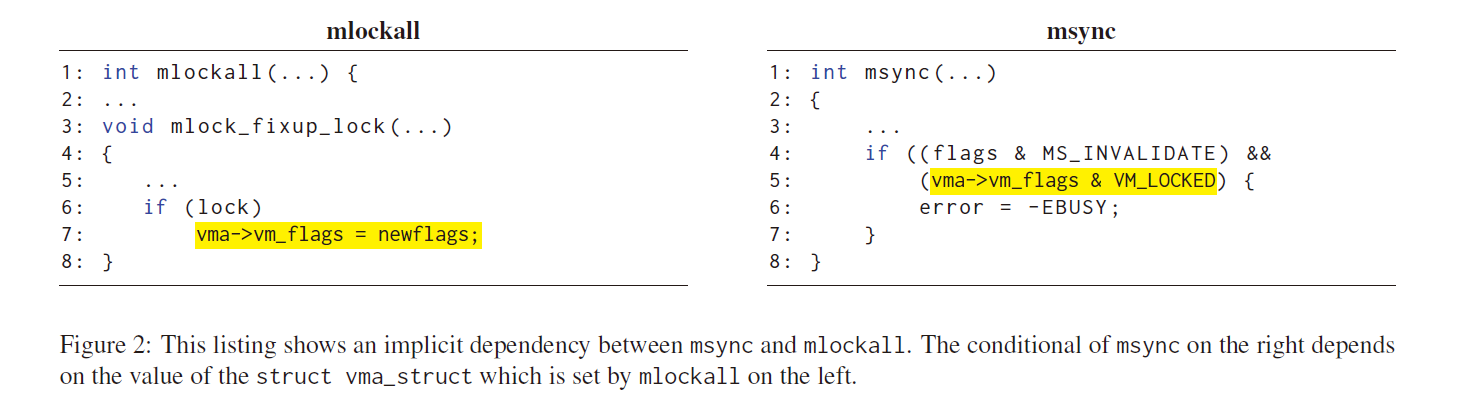 mlockall
1: int mlockall(...) {
2: ...
3: void mlock_fixup_lock(...)
4: {
5:     ...
6:     if (lock)
7:         vma->vm_flags = newflags;
8: }
msync
1: int msync(...)
2: {
3:     ...
4:     if ((flags & MS_INVALIDATE) &&
5:         (vma->vm_flags & VM_LOCKED) {
6:         error = -EBUSY;
7:     }
8: }
Figure 2: This listing shows an implicit dependency between msync and mlockall. The conditional of msync on the right depends
on the value of the struct vma_struct which is set by mlockall on the left.